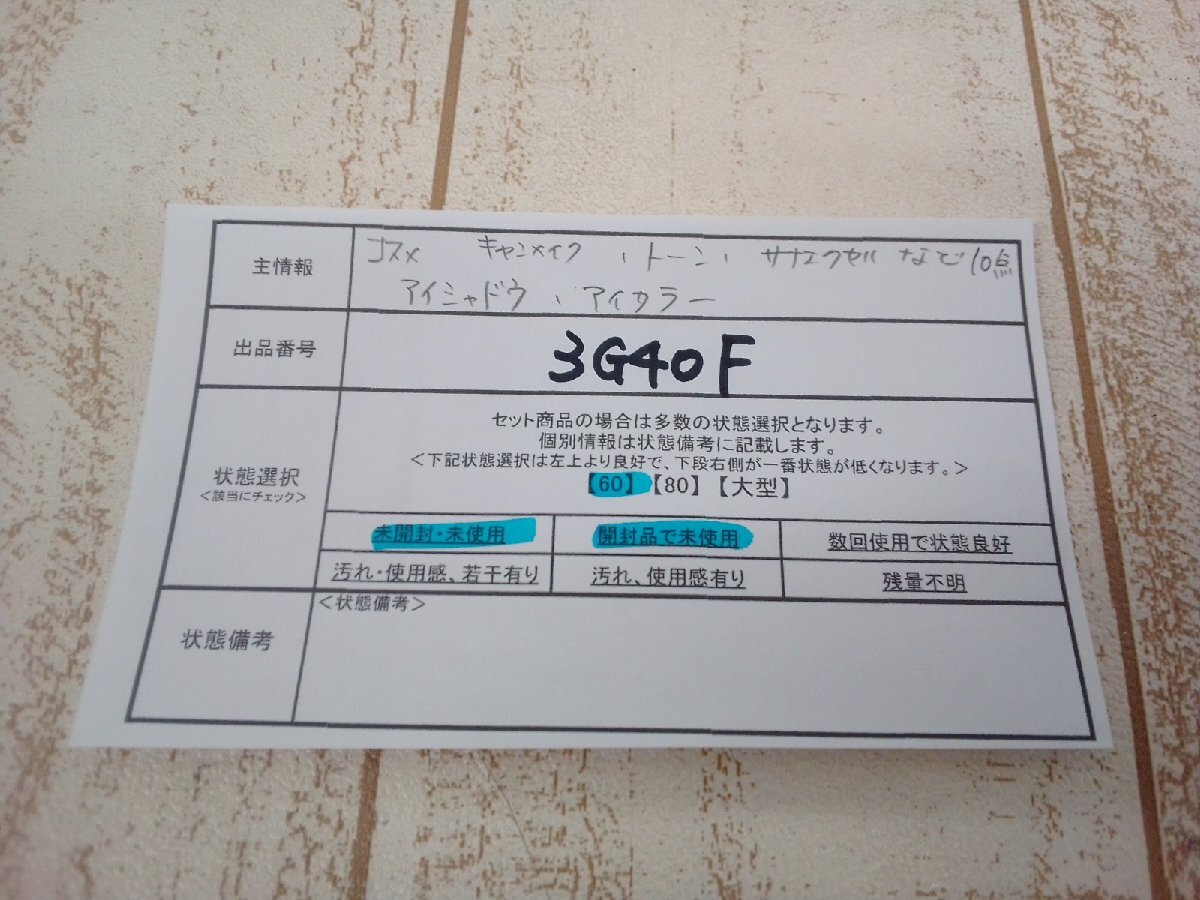 主情報
コスメ キャンメイク、トーン、サナエクセル など10点
アイシャドウ、アイカラー
出品番号
3G40F
状態選択
＜該当にチェック＞
セット商品の場合は多数の状態選択となります。
個別情報は状態備考に記載します。
＜下記状態選択は左上より良好で、下段右側が一番状態が低くなります。＞
【60】【80】【大型】
未開封・未使用 開封品で未使用 数回使用で状態良好
汚れ・使用感、若干有り 汚れ、使用感有り 残量不明
状態備考
＜状態備考＞